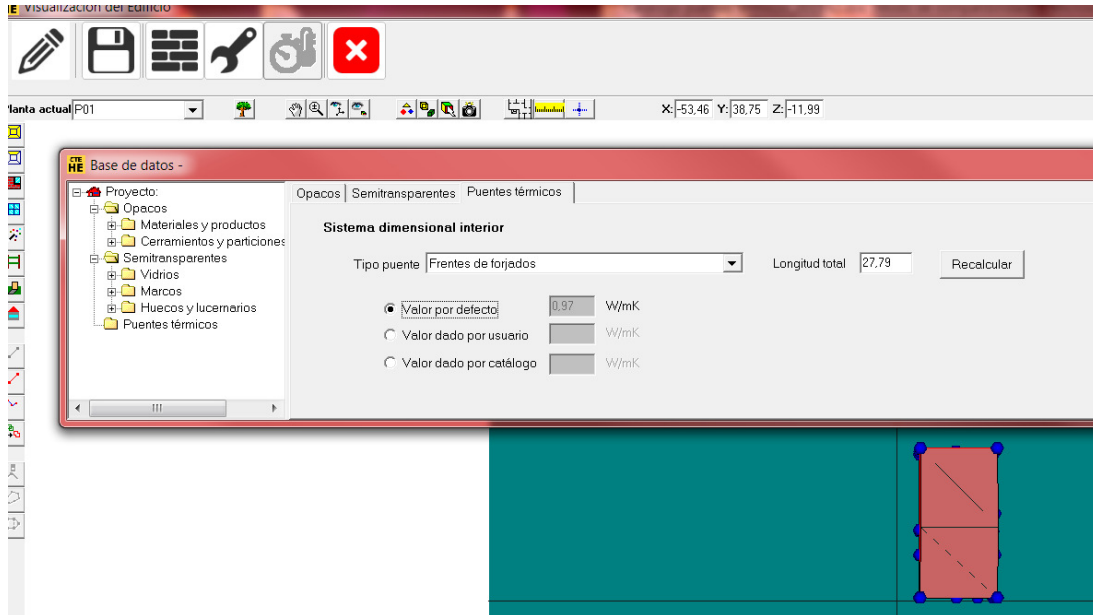 Visualización del Edificio
Planta actual P01 X: -53,46 Y: 38,75 Z: -11,99
CTE HE Base de datos -
Proyecto:
Opacos
Materiales y productos
Cerramientos y particiones
Semitransparentes
Vidrios
Marcos
Huecos y lucernarios
Puentes térmicos
Opacos Semitransparentes Puentes térmicos
Sistema dimensional interior
Tipo puente Frentes de forjados Longitud total 27,79 Recalcular
Valor por defecto 0,97 W/mK
Valor dado por usuario W/mK
Valor dado por catálogo W/mK